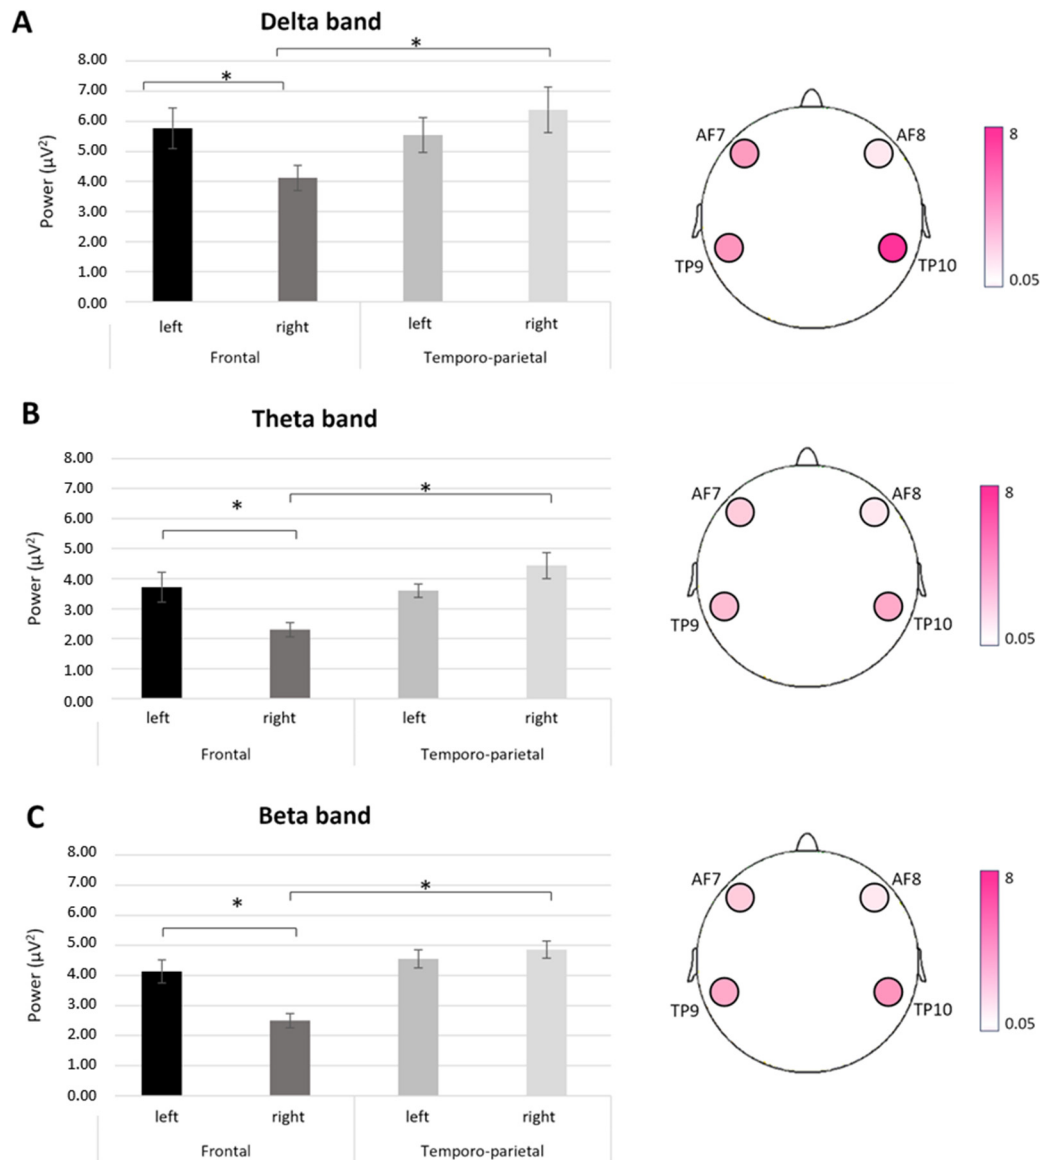 A
Delta band
*
*
Power (µV²)
8.00
7.00
6.00
5.00
4.00
3.00
2.00
1.00
0.00
left
right
left
right
Frontal
Temporo-parietal
AF7
AF8
TP9
TP10
8
0.05
B
Theta band
*
*
Power (µV²)
8.00
7.00
6.00
5.00
4.00
3.00
2.00
1.00
0.00
left
right
left
right
Frontal
Temporo-parietal
AF7
AF8
TP9
TP10
8
0.05
C
Beta band
*
*
Power (µV²)
8.00
7.00
6.00
5.00
4.00
3.00
2.00
1.00
0.00
left
right
left
right
Frontal
Temporo-parietal
AF7
AF8
TP9
TP10
8
0.05